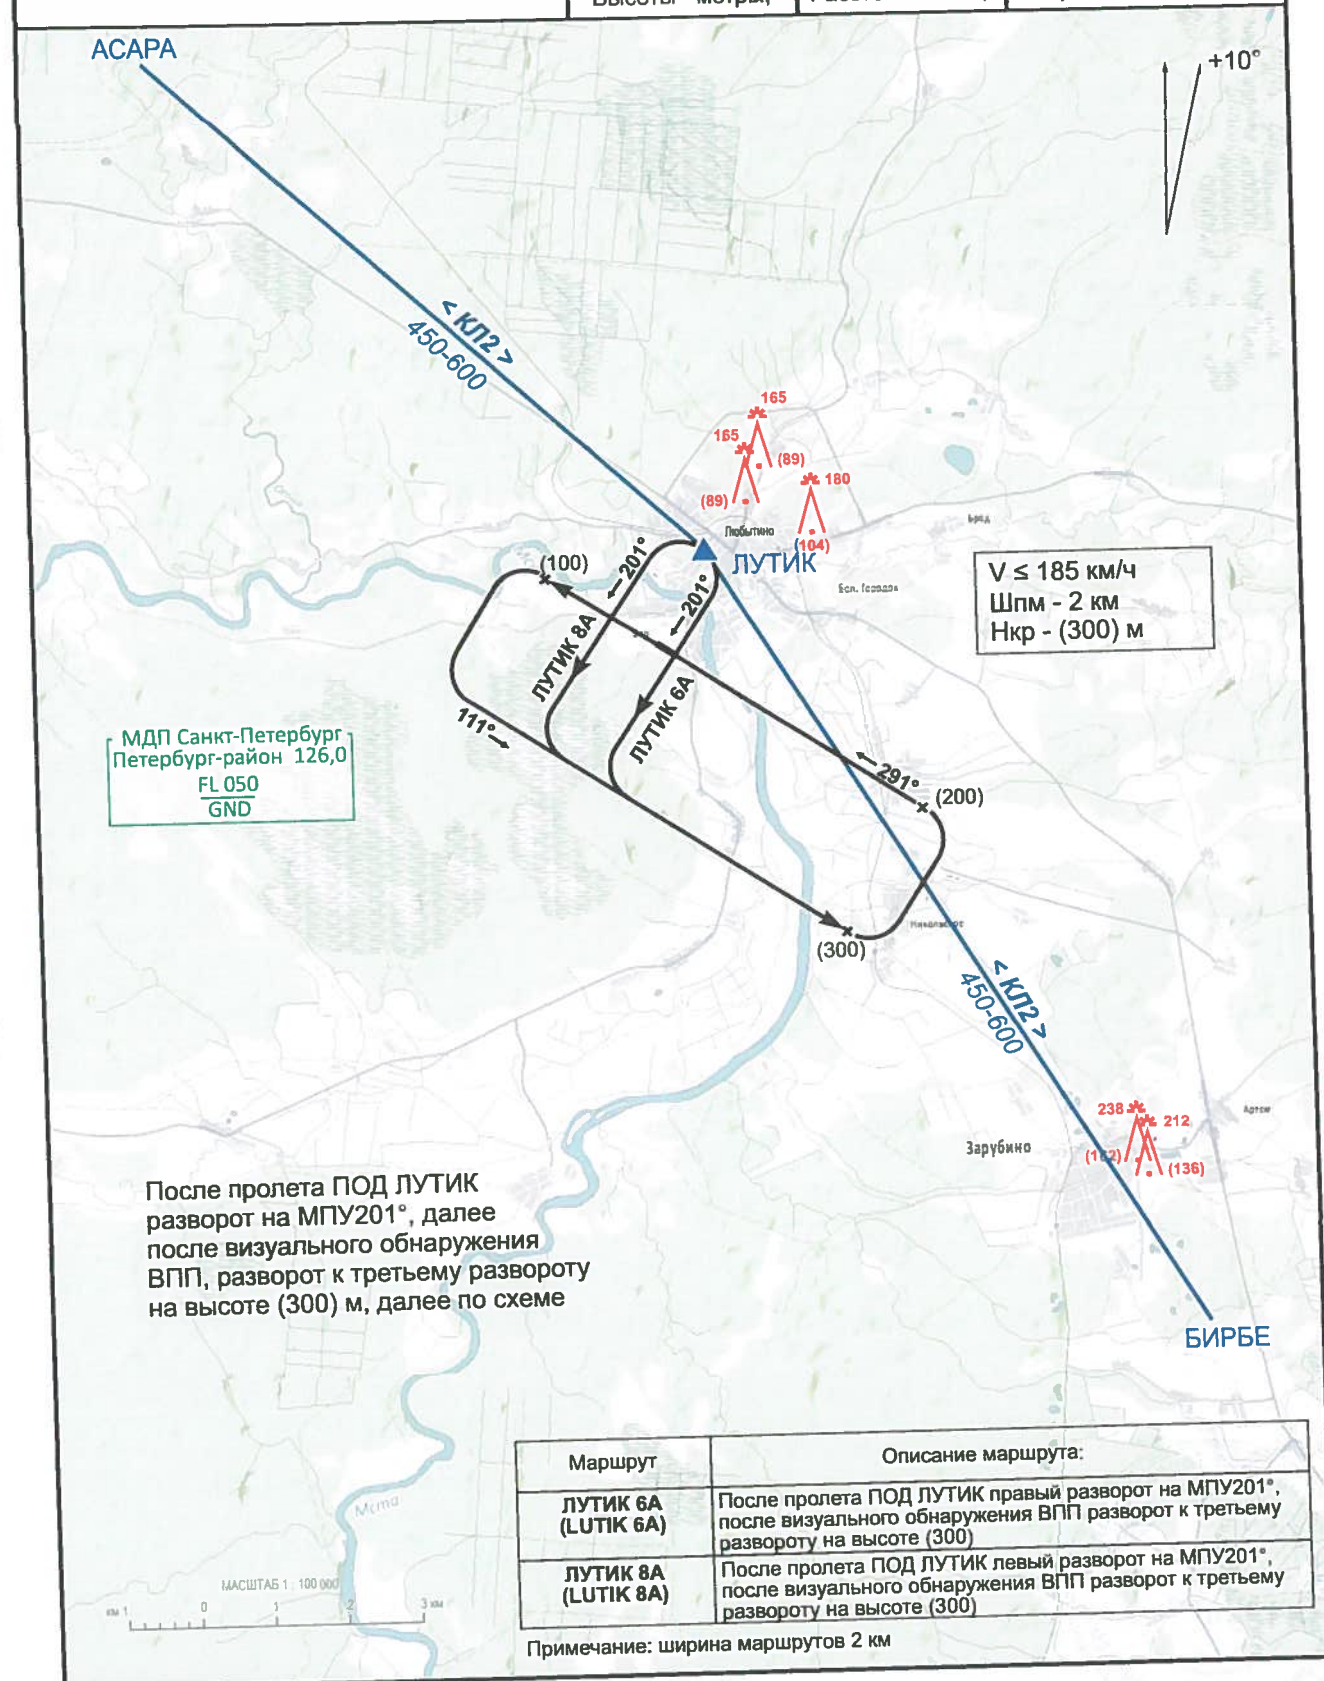 АСАРА
+10°
< КЛ2 >
450-600
165
165
(89)
(89)
180
(104)
Любытино
ЛУТИК
Брод
(100)
201°
201°
V ≤ 185 км/ч
Шпм - 2 км
Нкр - (300) м
ЛУТИК 8А
ЛУТИК 6А
111°
МДП Санкт-Петербург
Петербург-район 126,0
FL 050
GND
291°
(200)
(300)
< КЛ2 >
450-600
238
212
(162)
(136)
Зарубино
После пролета ПОД ЛУТИК
разворот на МПУ201°, далее
после визуального обнаружения
ВПП, разворот к третьему развороту
на высоте (300) м, далее по схеме
БИРБЕ
Мста
Маршрут
Описание маршрута:
ЛУТИК 6А
(LUTIK 6A)
После пролета ПОД ЛУТИК правый разворот на МПУ201°,
после визуального обнаружения ВПП разворот к третьему
развороту на высоте (300)
ЛУТИК 8А
(LUTIK 8A)
После пролета ПОД ЛУТИК левый разворот на МПУ201°,
после визуального обнаружения ВПП разворот к третьему
развороту на высоте (300)
МАСШТАБ 1 : 100 000
км 1 0 1 2 3 км
Примечание: ширина маршрутов 2 км